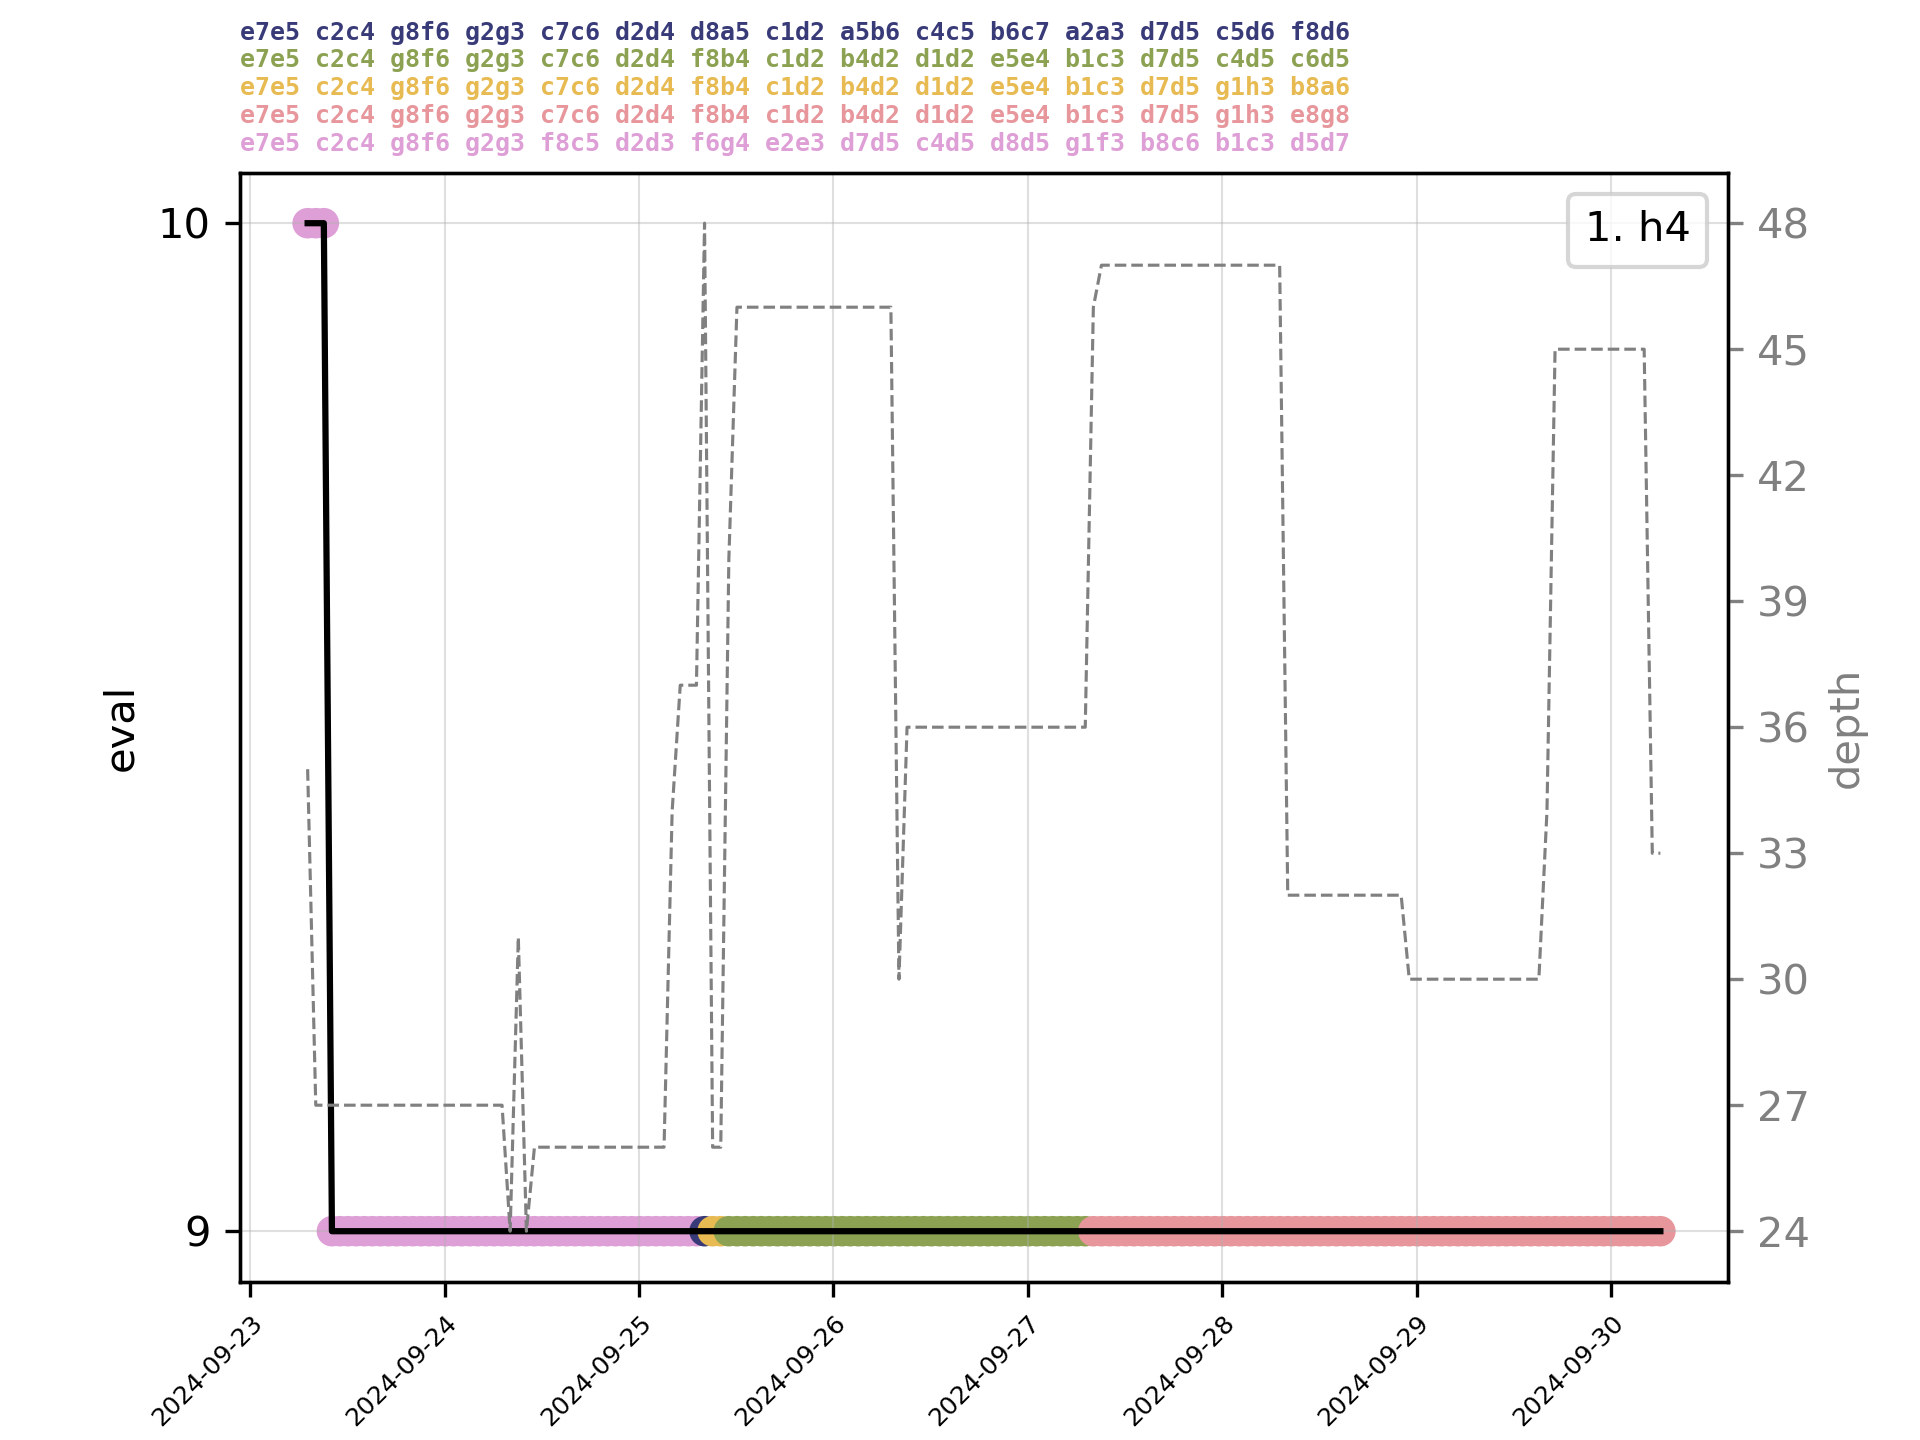 e7e5 c2c4 g8f6 g2g3 c7c6 d2d4 d8a5 c1d2 a5b6 c4c5 b6c7 a2a3 d7d5 c5d6 f8d6
e7e5 c2c4 g8f6 g2g3 c7c6 d2d4 f8b4 c1d2 b4d2 d1d2 e5e4 b1c3 d7d5 c4d5 c6d5
e7e5 c2c4 g8f6 g2g3 c7c6 d2d4 f8b4 c1d2 b4d2 d1d2 e5e4 b1c3 d7d5 g1h3 b8a6
e7e5 c2c4 g8f6 g2g3 c7c6 d2d4 f8b4 c1d2 b4d2 d1d2 e5e4 b1c3 d7d5 g1h3 e8g8
e7e5 c2c4 g8f6 g2g3 f8c5 d2d3 f6g4 e2e3 d7d5 c4d5 d8d5 g1f3 b8c6 b1c3 d5d7
1. h4
10
9
eval
48
45
42
39
36
33
30
27
24
depth
2024-09-23
2024-09-24
2024-09-25
2024-09-26
2024-09-27
2024-09-28
2024-09-29
2024-09-30